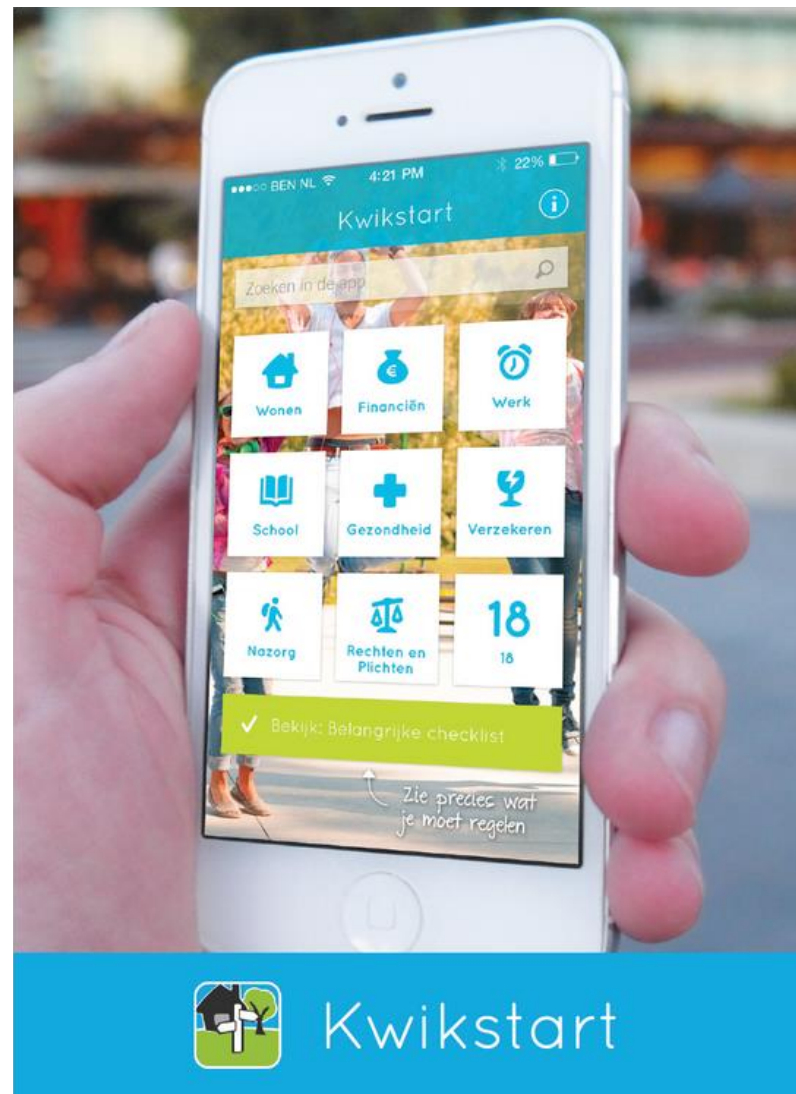 BEN NL
4:21 PM
22%
Kwikstart
Zoeken in de app
Wonen
Financiën
Werk
School
Gezondheid
Verzekeren
Nazorg
Rechten en
Plichten
18
18
Bekijk: Belangrijke checklist
Zie precies wat
je moet regelen
Kwikstart